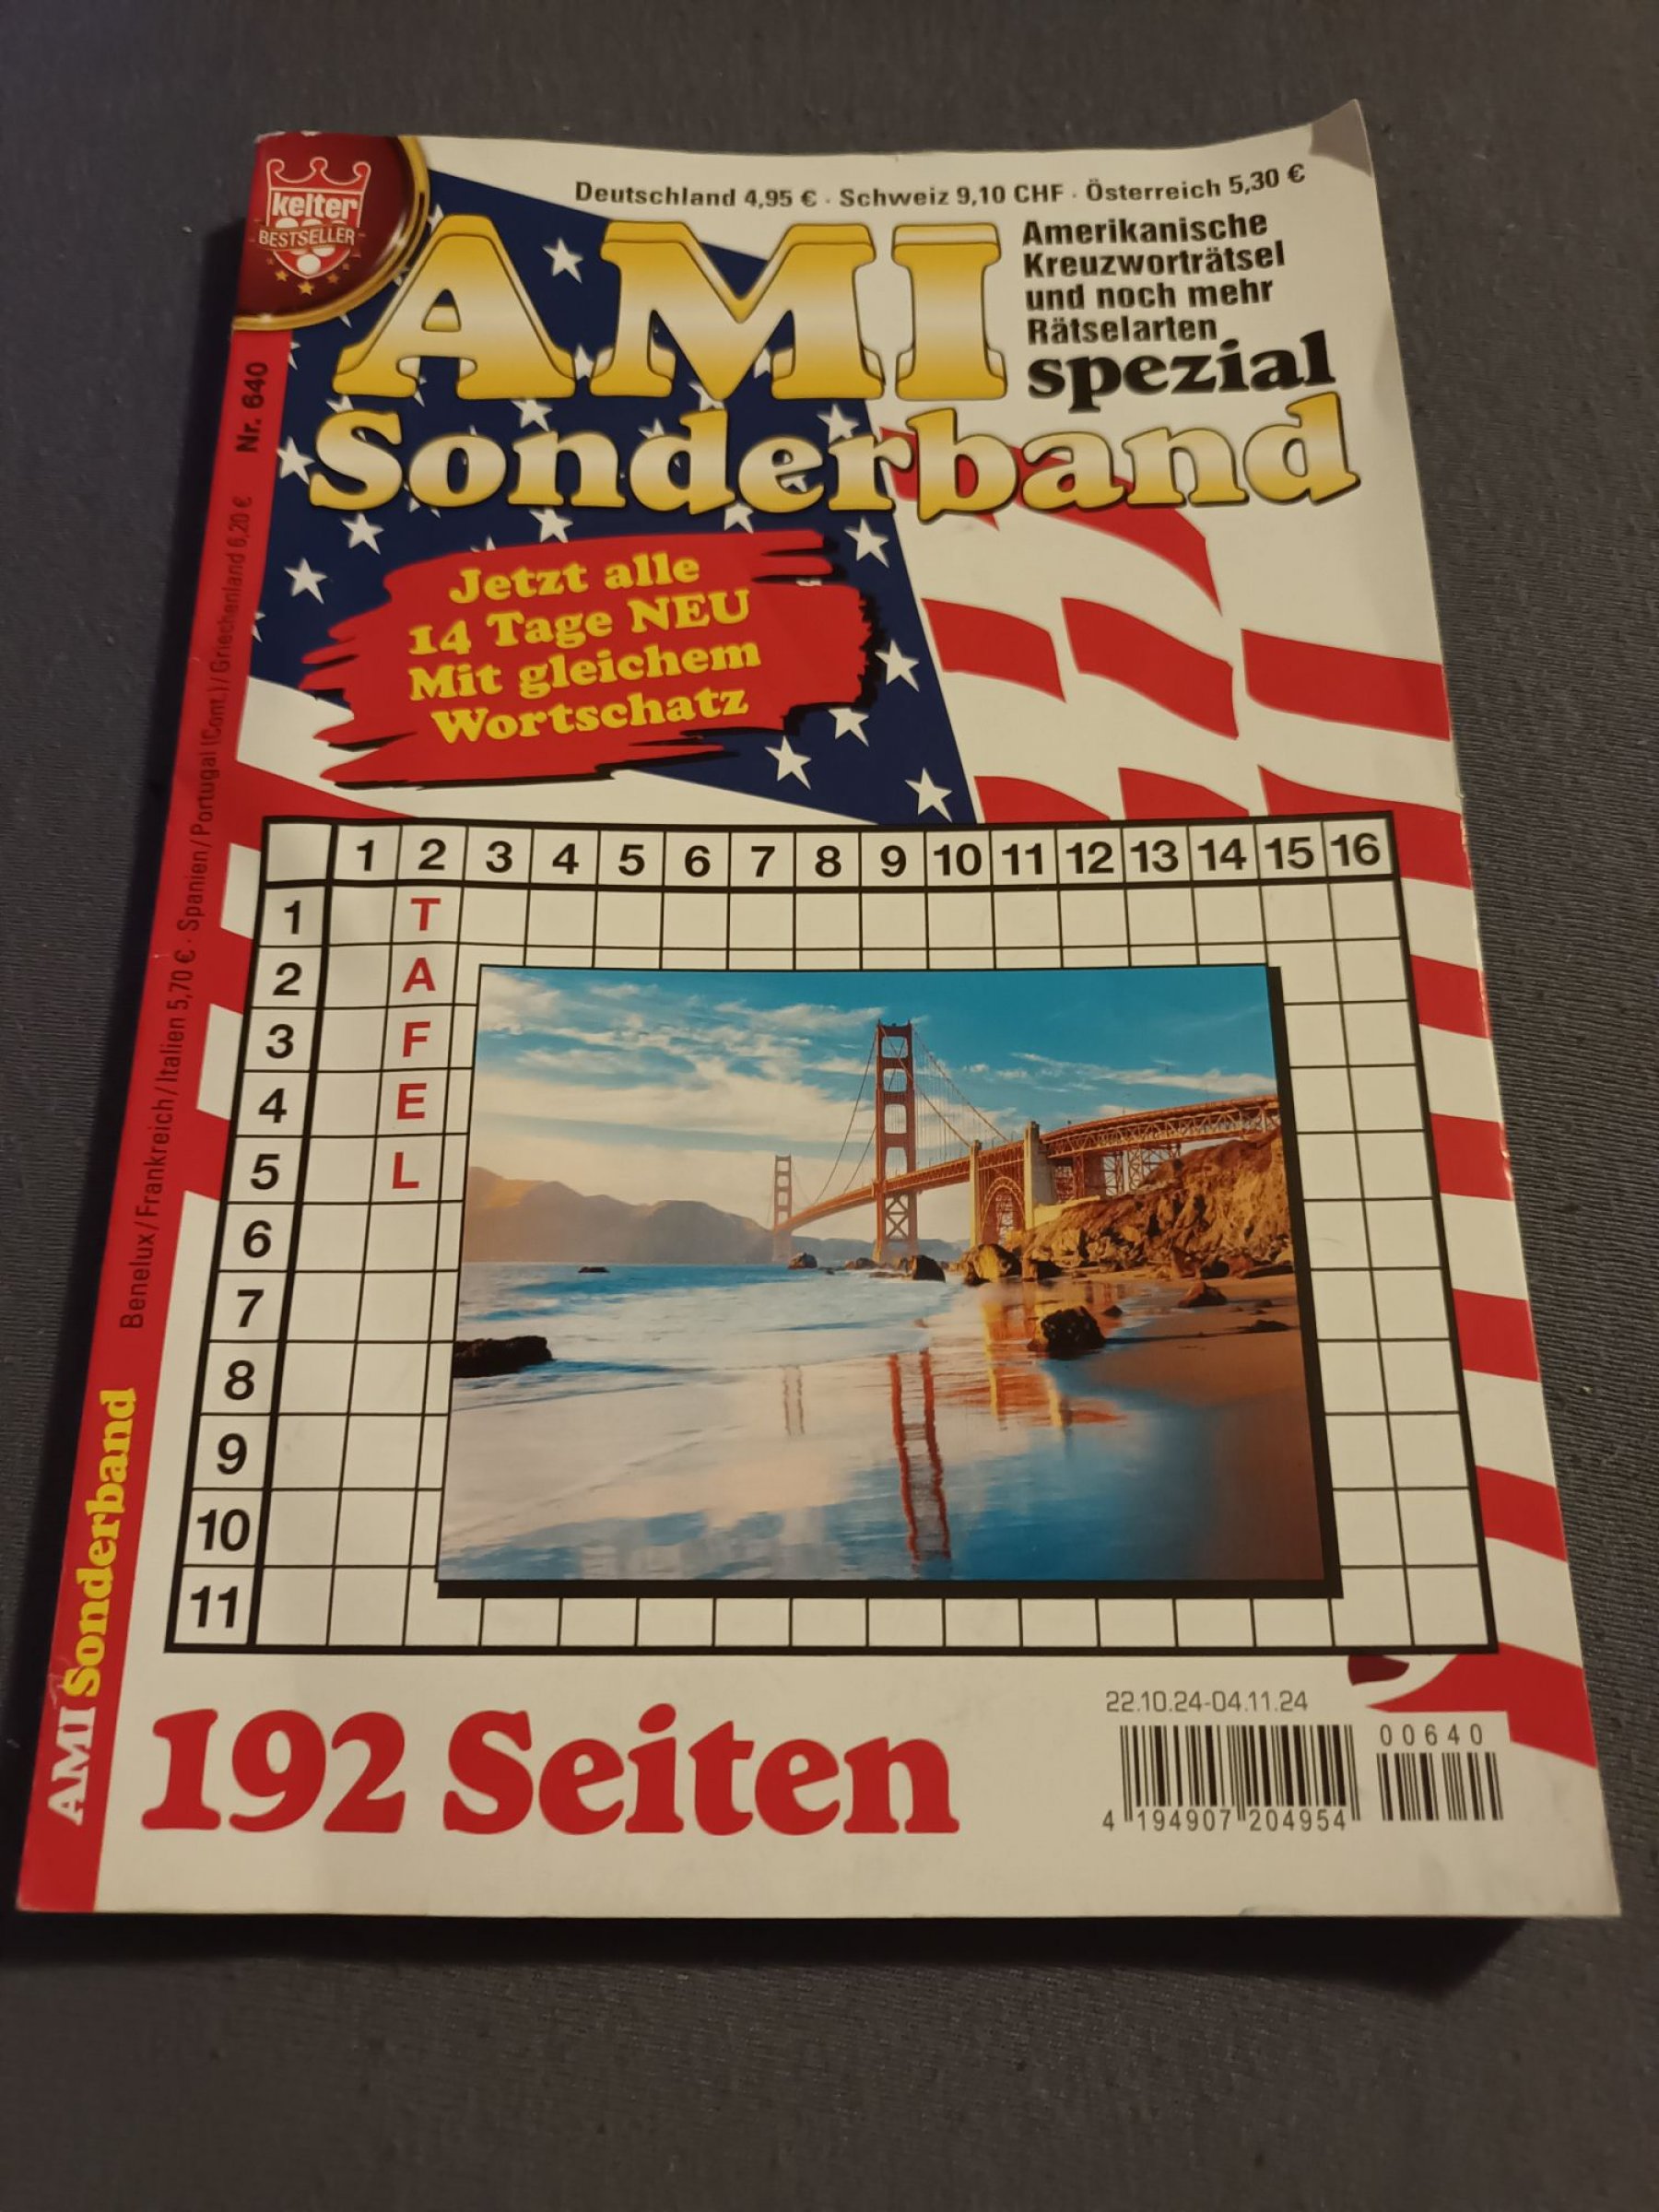 kelter
BESTSELLER
Deutschland 4,95 € · Schweiz 9,10 CHF · Österreich 5,30 €
AMI
Amerikanische
Kreuzworträtsel
und noch mehr
Rätselarten
spezial
Sonderband
Nr. 640
Jetzt alle
14 Tage NEU
Mit gleichem
Wortschatz
Benelux/Frankreich/Italien 5,70 € · Spanien/Portugal (Cont.)/Griechenland 6,20 €
1 2 3 4 5 6 7 8 9 10 11 12 13 14 15 16
1 T
2 A
3 F
4 E
5 L
6
7
8
9
10
11
AMI Sonderband
192 Seiten
22.10.24-04.11.24
00640
4 194907 204954